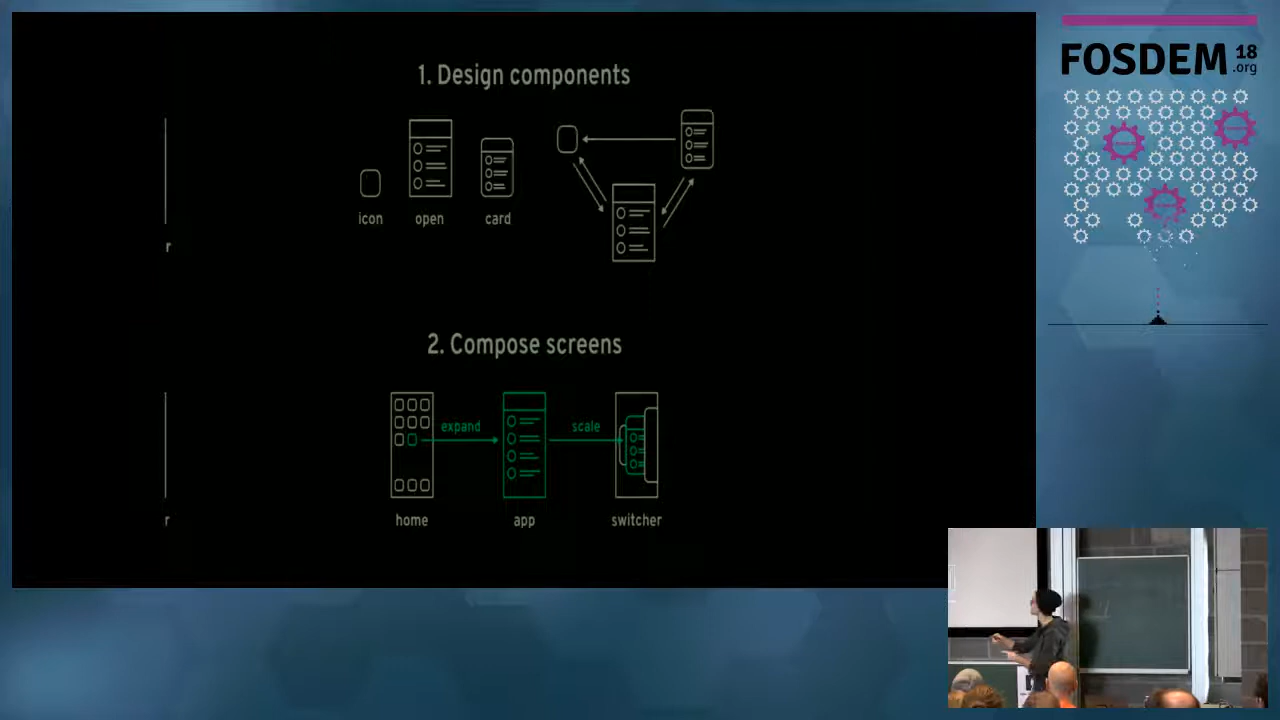 1. Design components
icon
open
card
r
2. Compose screens
expand
scale
home
app
switcher
r
FOSDEM 18
.org